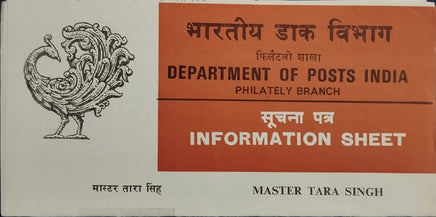 भारतीय डाक विभाग
फिलैटली शाखा
DEPARTMENT OF POSTS INDIA
PHILATELY BRANCH
सूचना पत्र
INFORMATION SHEET
मास्टर तारा सिंह
MASTER TARA SINGH